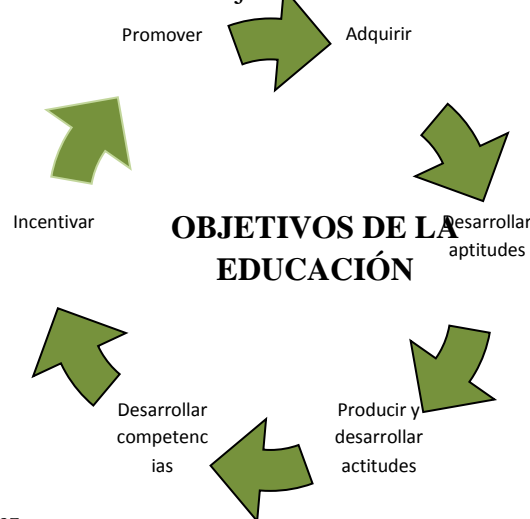 Promover
Adquirir
Incentivar
OBJETIVOS DE LA
EDUCACIÓN
Desarrollar
aptitudes
Desarrollar
competenc
ias
Producir y
desarrollar
actitudes